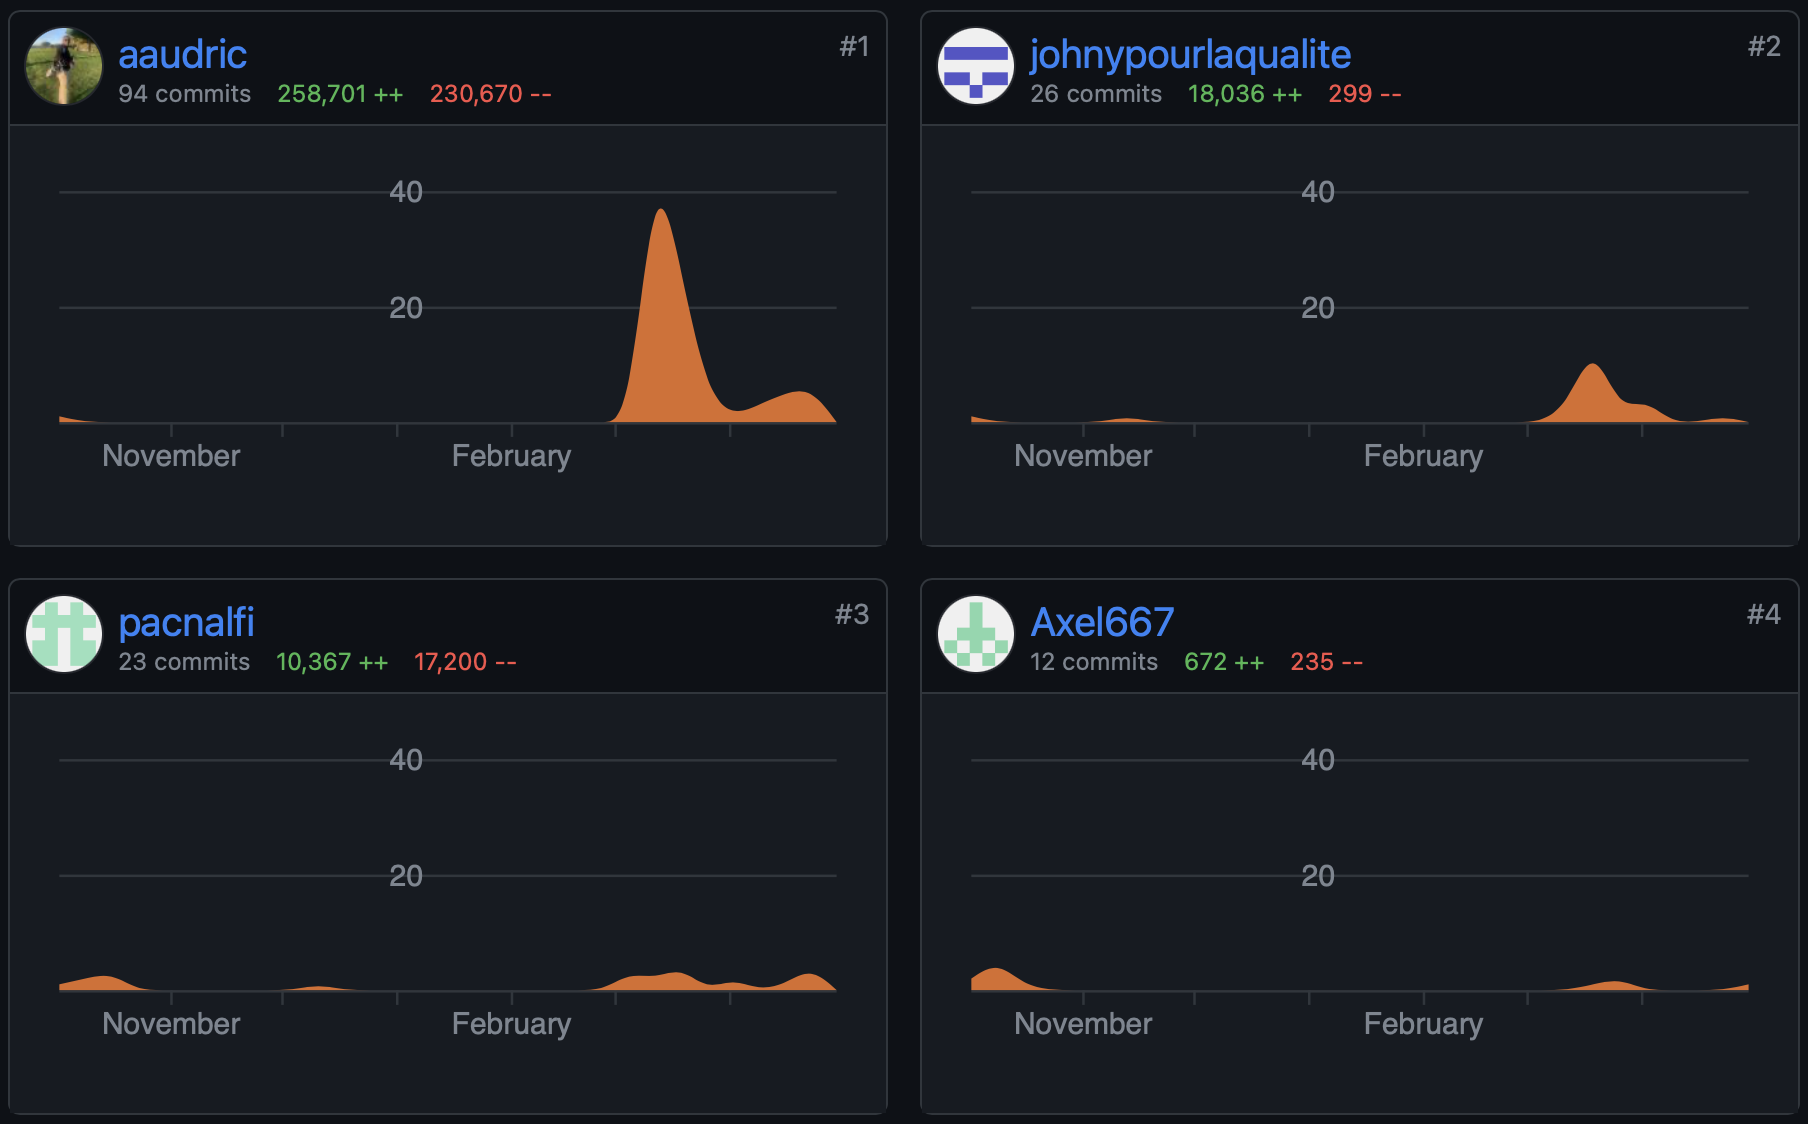 aaudric
#1
94 commits 258,701 ++ 230,670 --
40
20
November February
johnypourlaqualite
#2
26 commits 18,036 ++ 299 --
40
20
November February
pacnalfi
#3
23 commits 10,367 ++ 17,200 --
40
20
November February
Axel667
#4
12 commits 672 ++ 235 --
40
20
November February